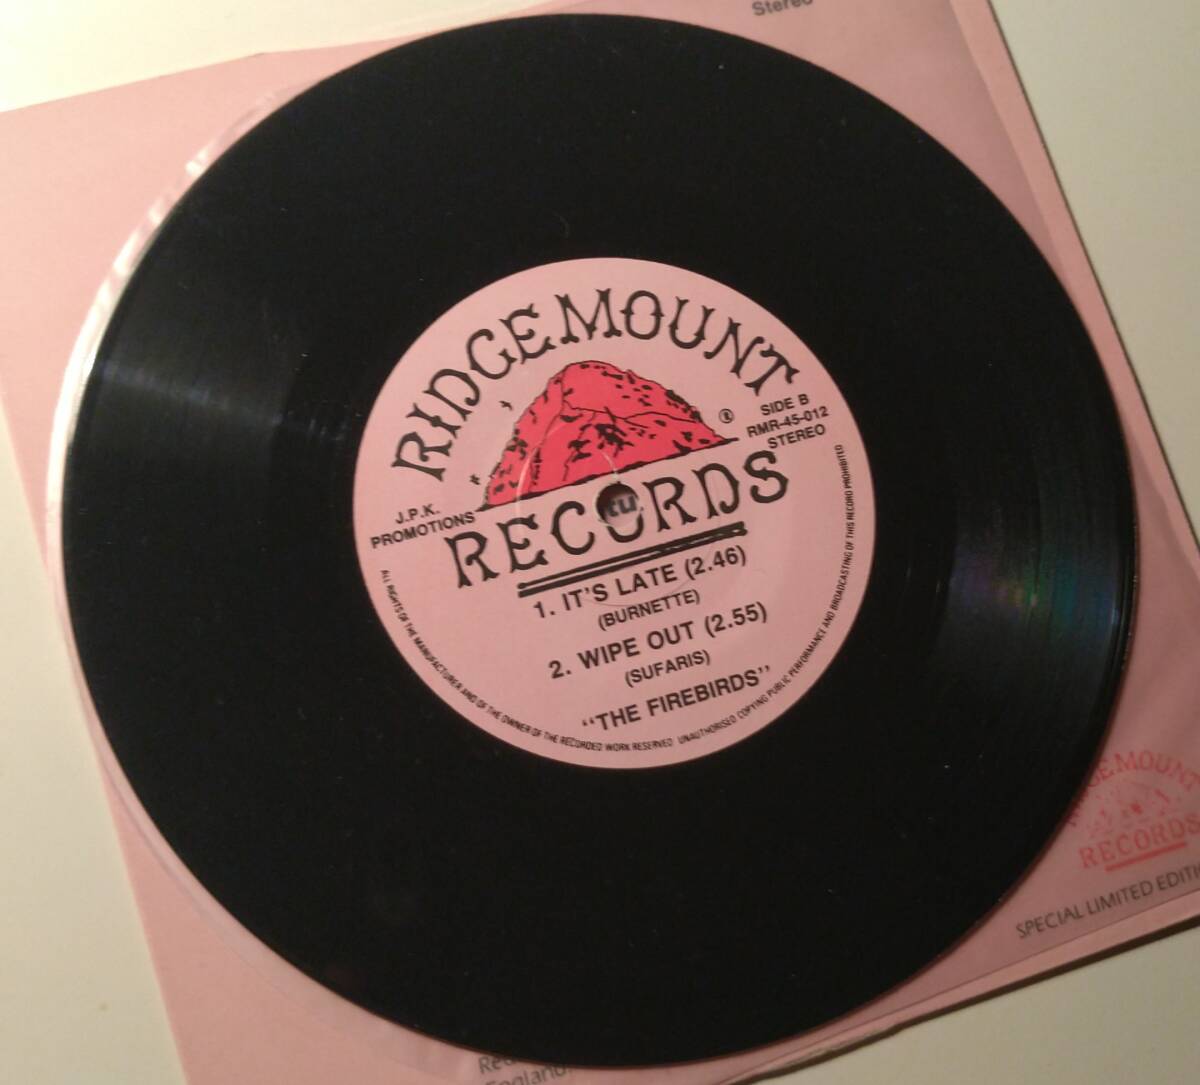 Stereo
RIDGEMOUNT
RECORDS
SIDE B
RMR-45-012
STEREO
J.P.K.
PROMOTIONS
tu
1. IT'S LATE (2.46)
(BURNETTE)
2. WIPE OUT (2.55)
(SUFARIS)
“THE FIREBIRDS”
ALL RIGHTS OF THE MANUFACTURER AND OF THE OWNER OF THE RECORDED WORK RESERVED UNAUTHORISED COPYING PUBLIC PERFORMANCE AND BROADCASTING OF THIS RECORD PROHIBITED
RECORDS
SPECIAL LIMITED
England